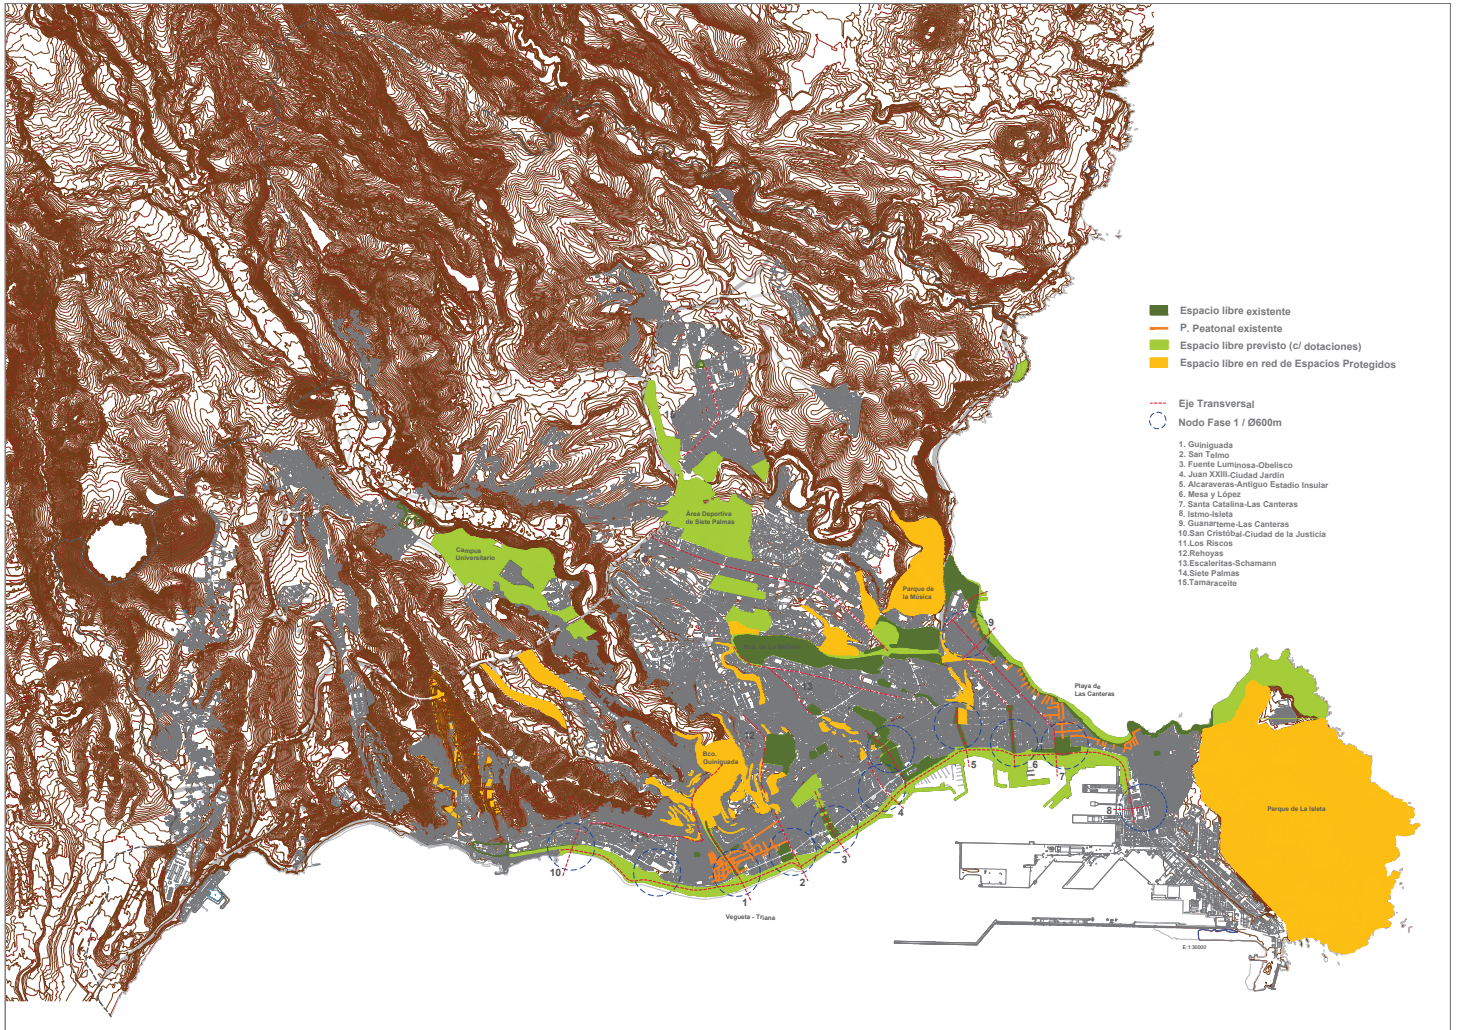 Espacio libre existente
P. Peatonal existente
Espacio libre previsto (c/ dotaciones)
Espacio libre en red de Espacios Protegidos
Eje Transversal
Nodo Fase 1 / Ø600m
1. Guiniguada
2. San Telmo
3. Fuente Luminosa-Obelisco
4. Juan XXIII-Ciudad Jardín
5. Alcaraveras-Antiguo Estadio Insular
6. Mesa y López
7. Santa Catalina-Las Canteras
8. Istmo-Isleta
9. Guanarteme-Las Canteras
10.San Cristóbal-Ciudad de la Justicia
11.Los Riscos
12.Rehoyas
13.Escaleritas-Schamann
14.Siete Palmas
15.Tamaraceite
Área Deportiva
de Siete Palmas
Campus
Universitario
Parque de
la Música
9
Playa de
Las Canteras
13
12
Bco.
Guiniguada
5
6
7
8
Parque de La Isleta
4
3
10
2
1
Vegueta - Triana
E:1:30000